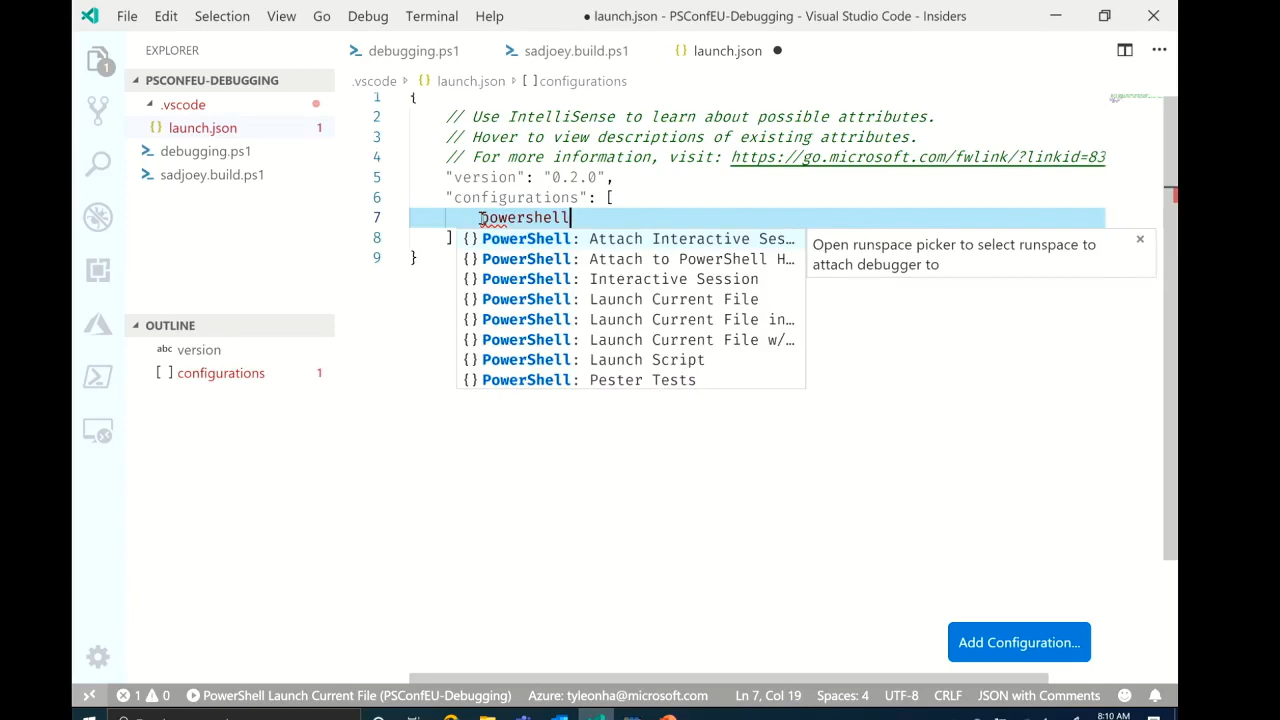 File Edit Selection View Go Debug Terminal Help ● launch.json - PSConfEU-Debugging - Visual Studio Code - Insiders
EXPLORER
debugging.ps1 sadjoey.build.ps1 {} launch.json ●
1
PSCONFEU-DEBUGGING
.vscode
{} launch.json 1
debugging.ps1
sadjoey.build.ps1
OUTLINE
abc version
[ ] configurations 1
.vscode {} launch.json [ ] configurations
1 {
2 // Use IntelliSense to learn about possible attributes.
3 // Hover to view descriptions of existing attributes.
4 // For more information, visit: https://go.microsoft.com/fwlink/?linkid=83
5 "version": "0.2.0",
6 "configurations": [
7 powershell
8 ]
9 }
{} PowerShell: Attach Interactive Ses…
{} PowerShell: Attach to PowerShell H…
{} PowerShell: Interactive Session
{} PowerShell: Launch Current File
{} PowerShell: Launch Current File in…
{} PowerShell: Launch Current File w/…
{} PowerShell: Launch Script
{} PowerShell: Pester Tests
Open runspace picker to select runspace to
attach debugger to
Add Configuration...
1 0 PowerShell Launch Current File (PSConfEU-Debugging) Azure: tyleonha@microsoft.com Ln 7, Col 19 Spaces: 4 UTF-8 CRLF JSON with Comments
8:10 AM